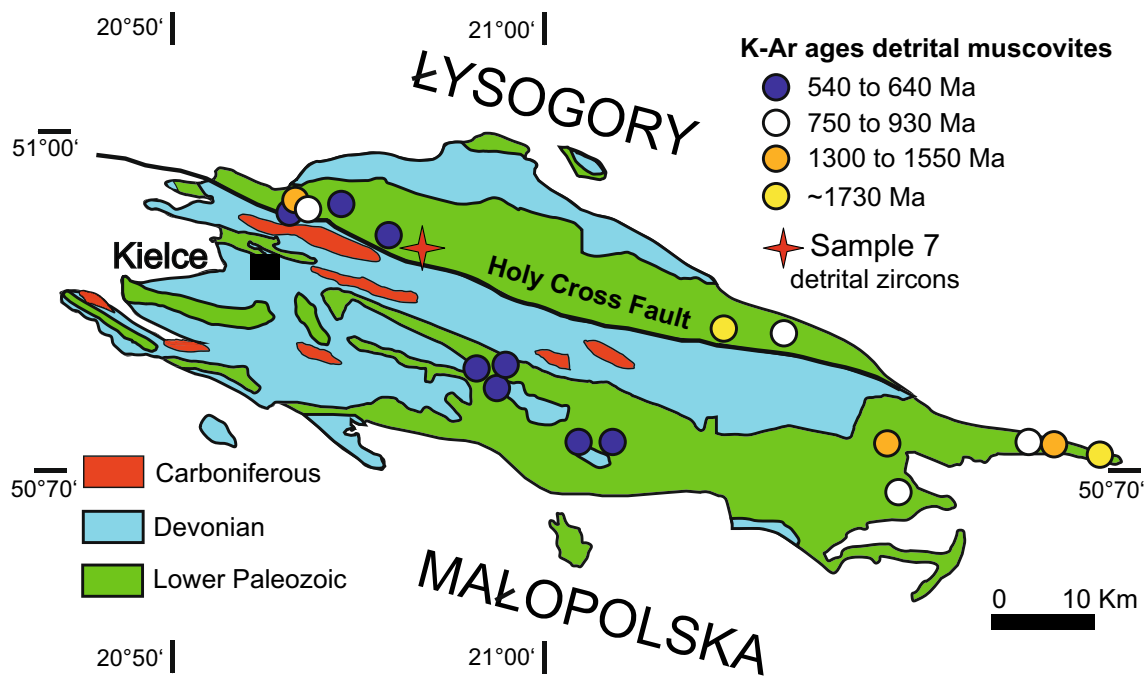 20°50‘
21°00‘
ŁYSOGORY
K-Ar ages detrital muscovites
540 to 640 Ma
750 to 930 Ma
1300 to 1550 Ma
~1730 Ma
Sample 7
detrital zircons
51°00‘
Kielce
Holy Cross Fault
50°70‘
50°70‘
Carboniferous
Devonian
Lower Paleozoic
MAŁOPOLSKA
0 10 Km
20°50‘
21°00‘